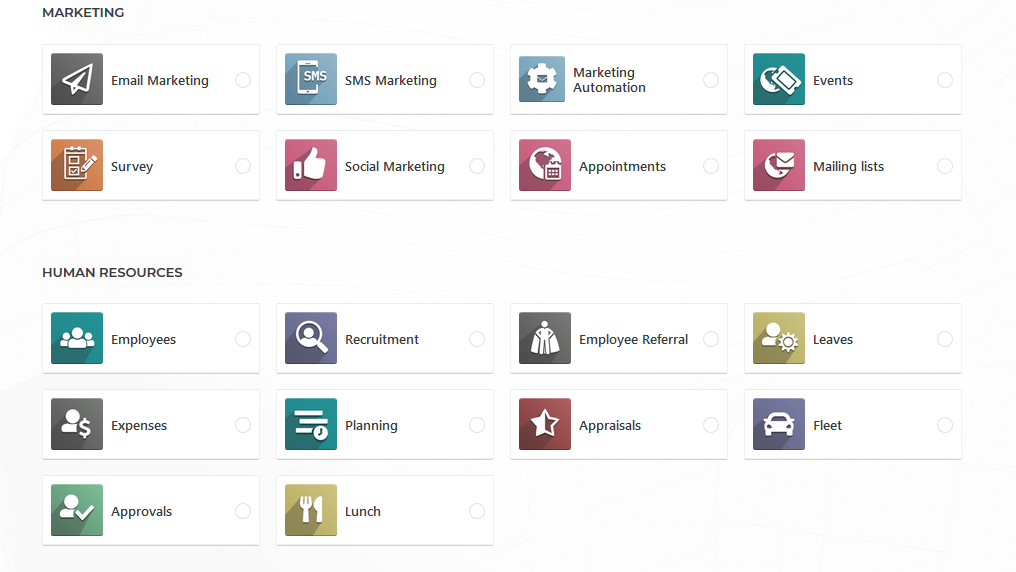 MARKETING
Email Marketing
SMS
SMS Marketing
Marketing
Automation
Events
Survey
Social Marketing
Appointments
Mailing lists
HUMAN RESOURCES
Employees
Recruitment
Employee Referral
Leaves
$
Expenses
Planning
Appraisals
Fleet
Approvals
Lunch